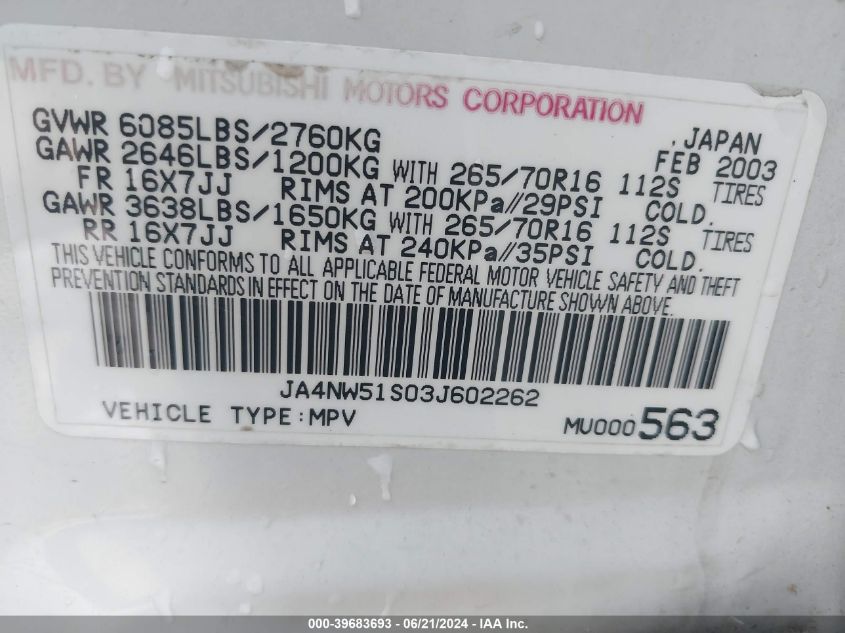 MFD. BY MITSUBISHI MOTORS CORPORATION
GVWR 6085LBS/2760KG , JAPAN
GAWR 2646LBS/1200KG WITH 265/70R16 112S FEB 2003
FR 16X7JJ RIMS AT 200KPa//29PSI COLD. TIRES
GAWR 3638LBS/1650KG WITH 265/70R16 112S TIRES
RR 16X7JJ RIMS AT 240KPa//35PSI COLD.
THIS VEHICLE CONFORMS TO ALL APPLICABLE FEDERAL MOTOR VEHICLE SAFETY AND THEFT
PREVENTION STANDARDS IN EFFECT ON THE DATE OF MANUFACTURE SHOWN ABOVE.
JA4NW51S03J602262
VEHICLE TYPE:MPV MU000563
000-39683693 / 06/21/2024 - IAA Inc.